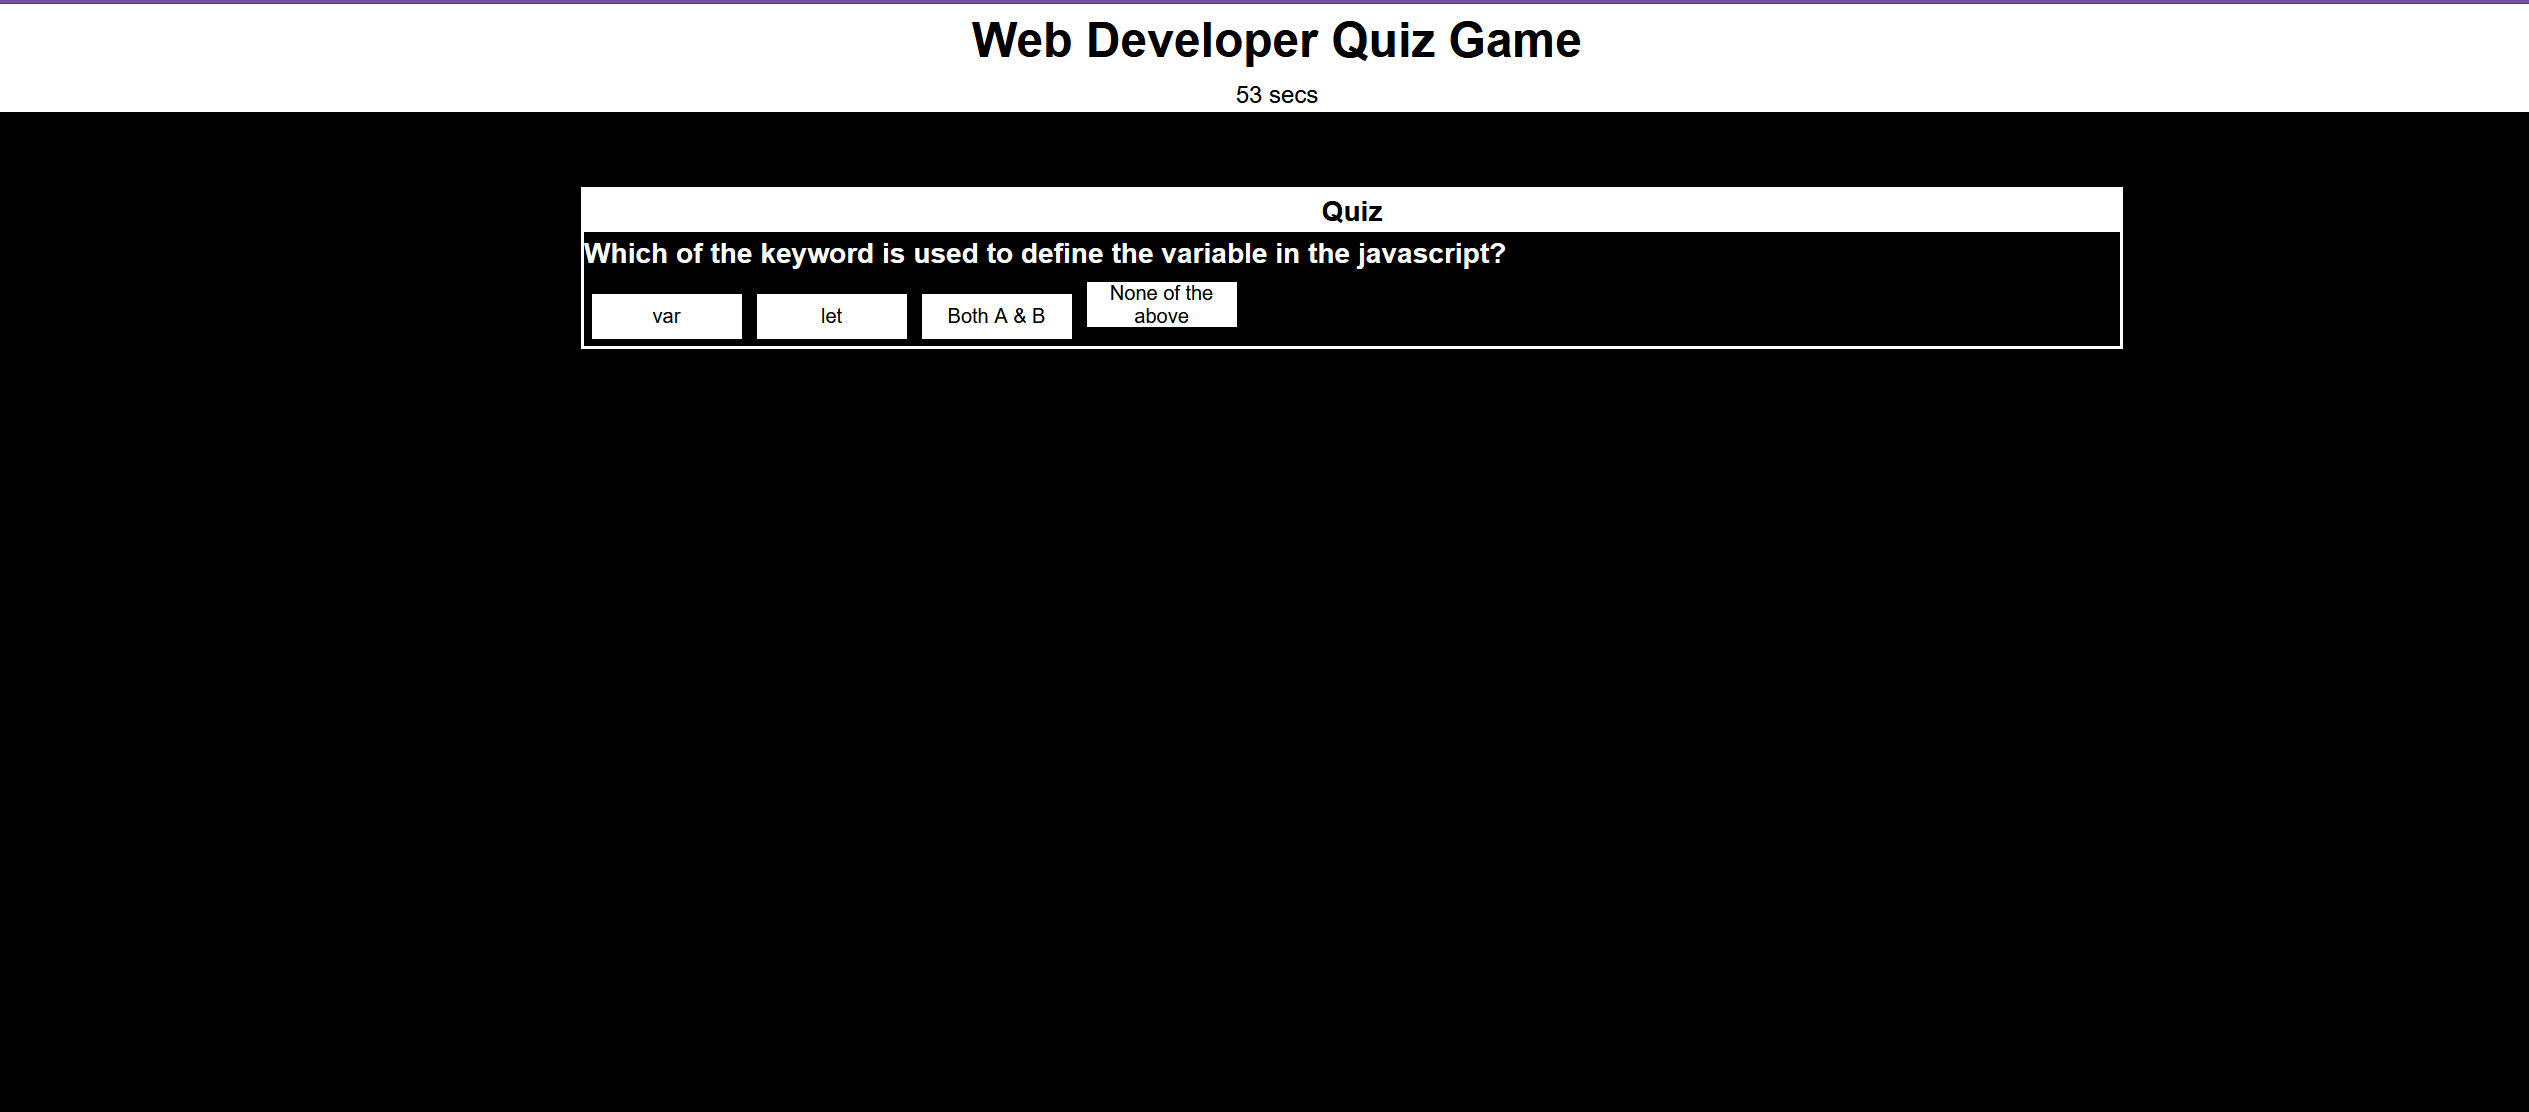 Web Developer Quiz Game
53 secs
Quiz
Which of the keyword is used to define the variable in the javascript?
var
let
Both A & B
None of the
above